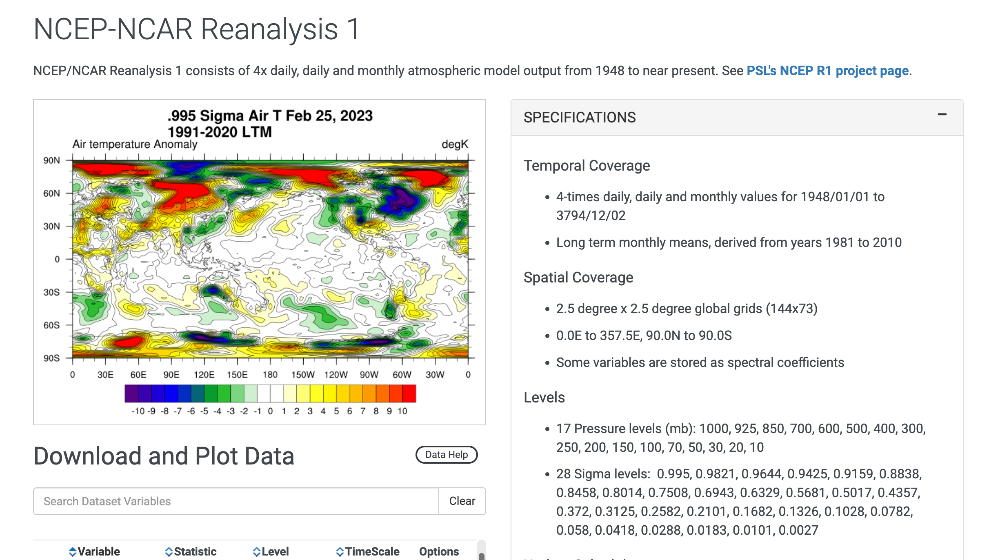 NCEP-NCAR Reanalysis 1
NCEP/NCAR Reanalysis 1 consists of 4x daily, daily and monthly atmospheric model output from 1948 to near present. See PSL's NCEP R1 project page.
.995 Sigma Air T Feb 25, 2023
1991-2020 LTM
Air temperature Anomaly degK
90N
60N
30N
0
30S
60S
90S
0 30E 60E 90E 120E 150E 180 150W 120W 90W 60W 30W 0
-10 -9 -8 -7 -6 -5 -4 -3 -2 -1 0 1 2 3 4 5 6 7 8 9 10
Download and Plot Data
Data Help
Search Dataset Variables
Clear
Variable Statistic Level TimeScale Options
SPECIFICATIONS
Temporal Coverage
• 4-times daily, daily and monthly values for 1948/01/01 to
3794/12/02
• Long term monthly means, derived from years 1981 to 2010
Spatial Coverage
• 2.5 degree x 2.5 degree global grids (144x73)
• 0.0E to 357.5E, 90.0N to 90.0S
• Some variables are stored as spectral coefficients
Levels
• 17 Pressure levels (mb): 1000, 925, 850, 700, 600, 500, 400, 300,
250, 200, 150, 100, 70, 50, 30, 20, 10
• 28 Sigma levels: 0.995, 0.9821, 0.9644, 0.9425, 0.9159, 0.8838,
0.8458, 0.8014, 0.7508, 0.6943, 0.6329, 0.5681, 0.5017, 0.4357,
0.372, 0.3125, 0.2582, 0.2101, 0.1682, 0.1326, 0.1028, 0.0782,
0.058, 0.0418, 0.0288, 0.0183, 0.0101, 0.0027